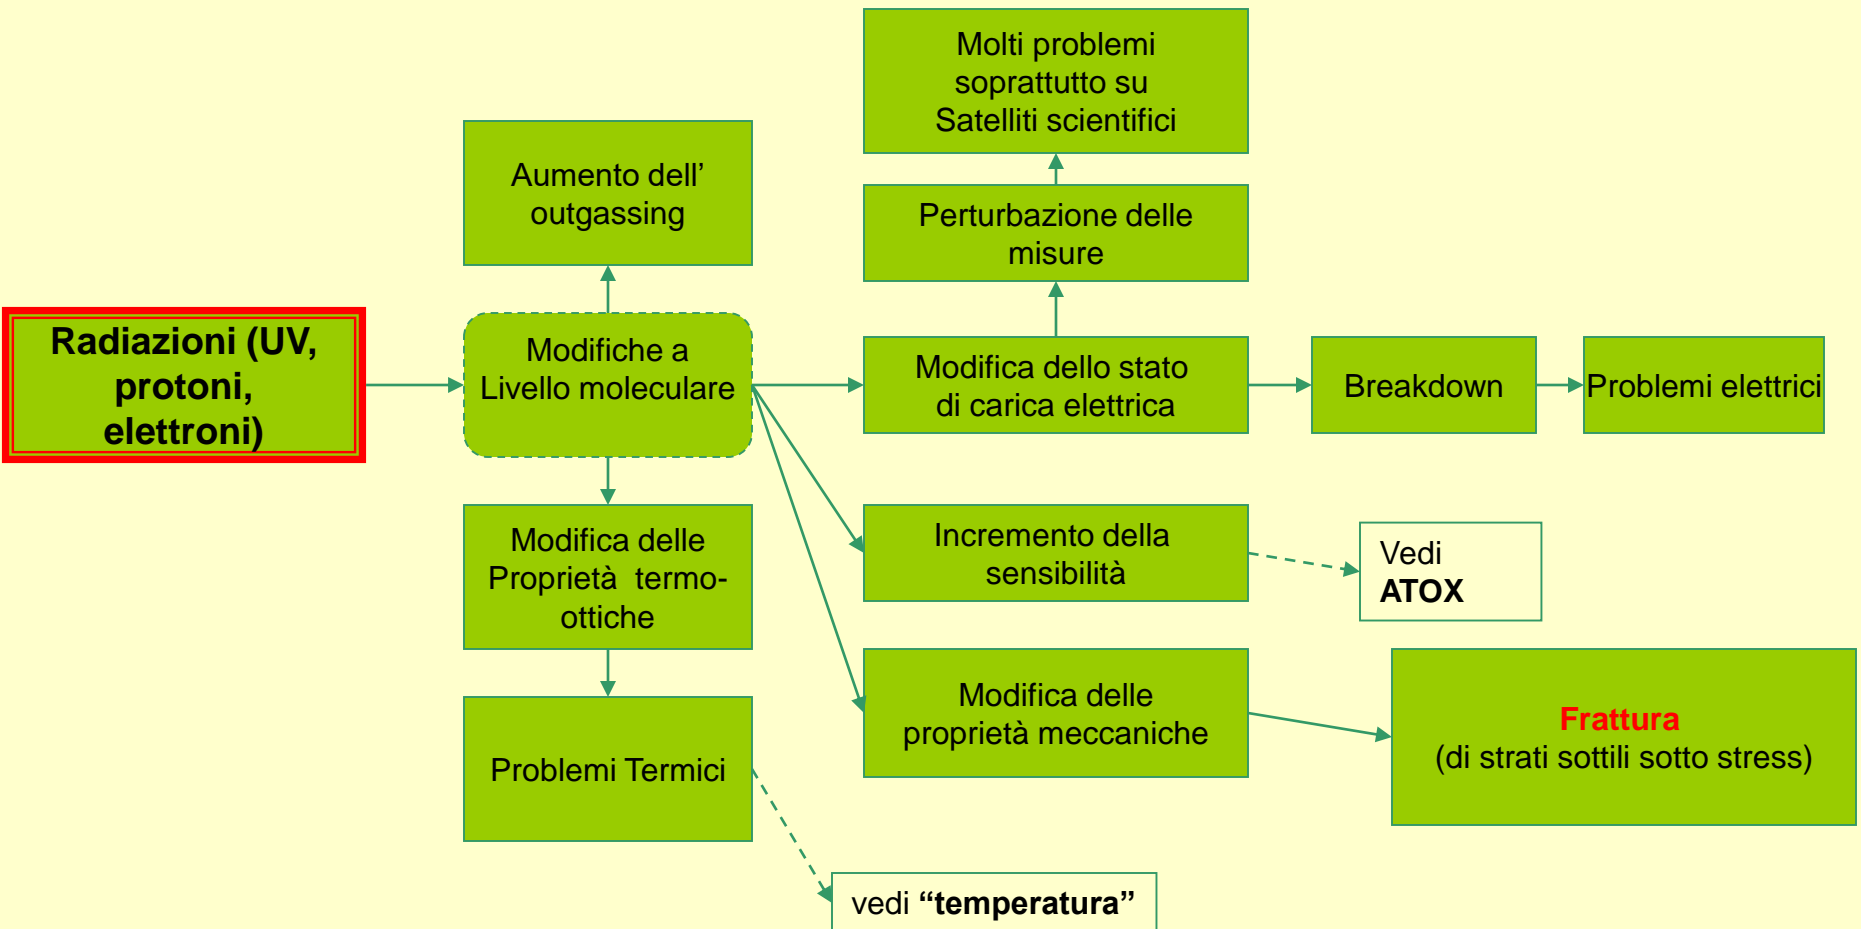 Molti problemi
soprattutto su
Satelliti scientifici
Aumento dell’
outgassing
Perturbazione delle
misure
Radiazioni (UV,
protoni,
elettroni)
Modifiche a
Livello moleculare
Modifica dello stato
di carica elettrica
Breakdown
Problemi elettrici
Modifica delle
Proprietà termo-
ottiche
Incremento della
sensibilità
Vedi
ATOX
Modifica delle
proprietà meccaniche
Frattura
(di strati sottili sotto stress)
Problemi Termici
vedi “temperatura”